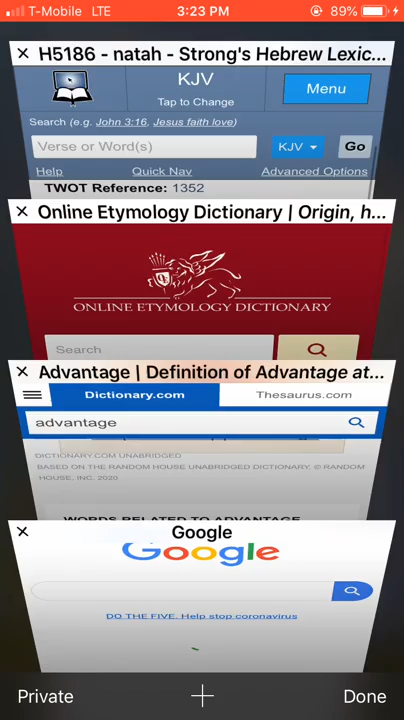 T-Mobile LTE 3:23 PM 89%
H5186 - natah - Strong's Hebrew Lexic...
KJV
Tap to Change
Menu
Search (e.g. John 3:16, Jesus faith love)
Verse or Word(s)
KJV
Go
Help Quick Nav Advanced Options
TWOT Reference: 1352
Online Etymology Dictionary | Origin, h...
ONLINE ETYMOLOGY DICTIONARY
Search
Advantage | Definition of Advantage at...
Dictionary.com Thesaurus.com
advantage
DICTIONARY.COM UNABRIDGED
BASED ON THE RANDOM HOUSE UNABRIDGED DICTIONARY, © RANDOM
HOUSE, INC. 2020
WORDS RELATED TO ADVANTAGE
Google
Google
DO THE FIVE. Help stop coronavirus
Private
Done